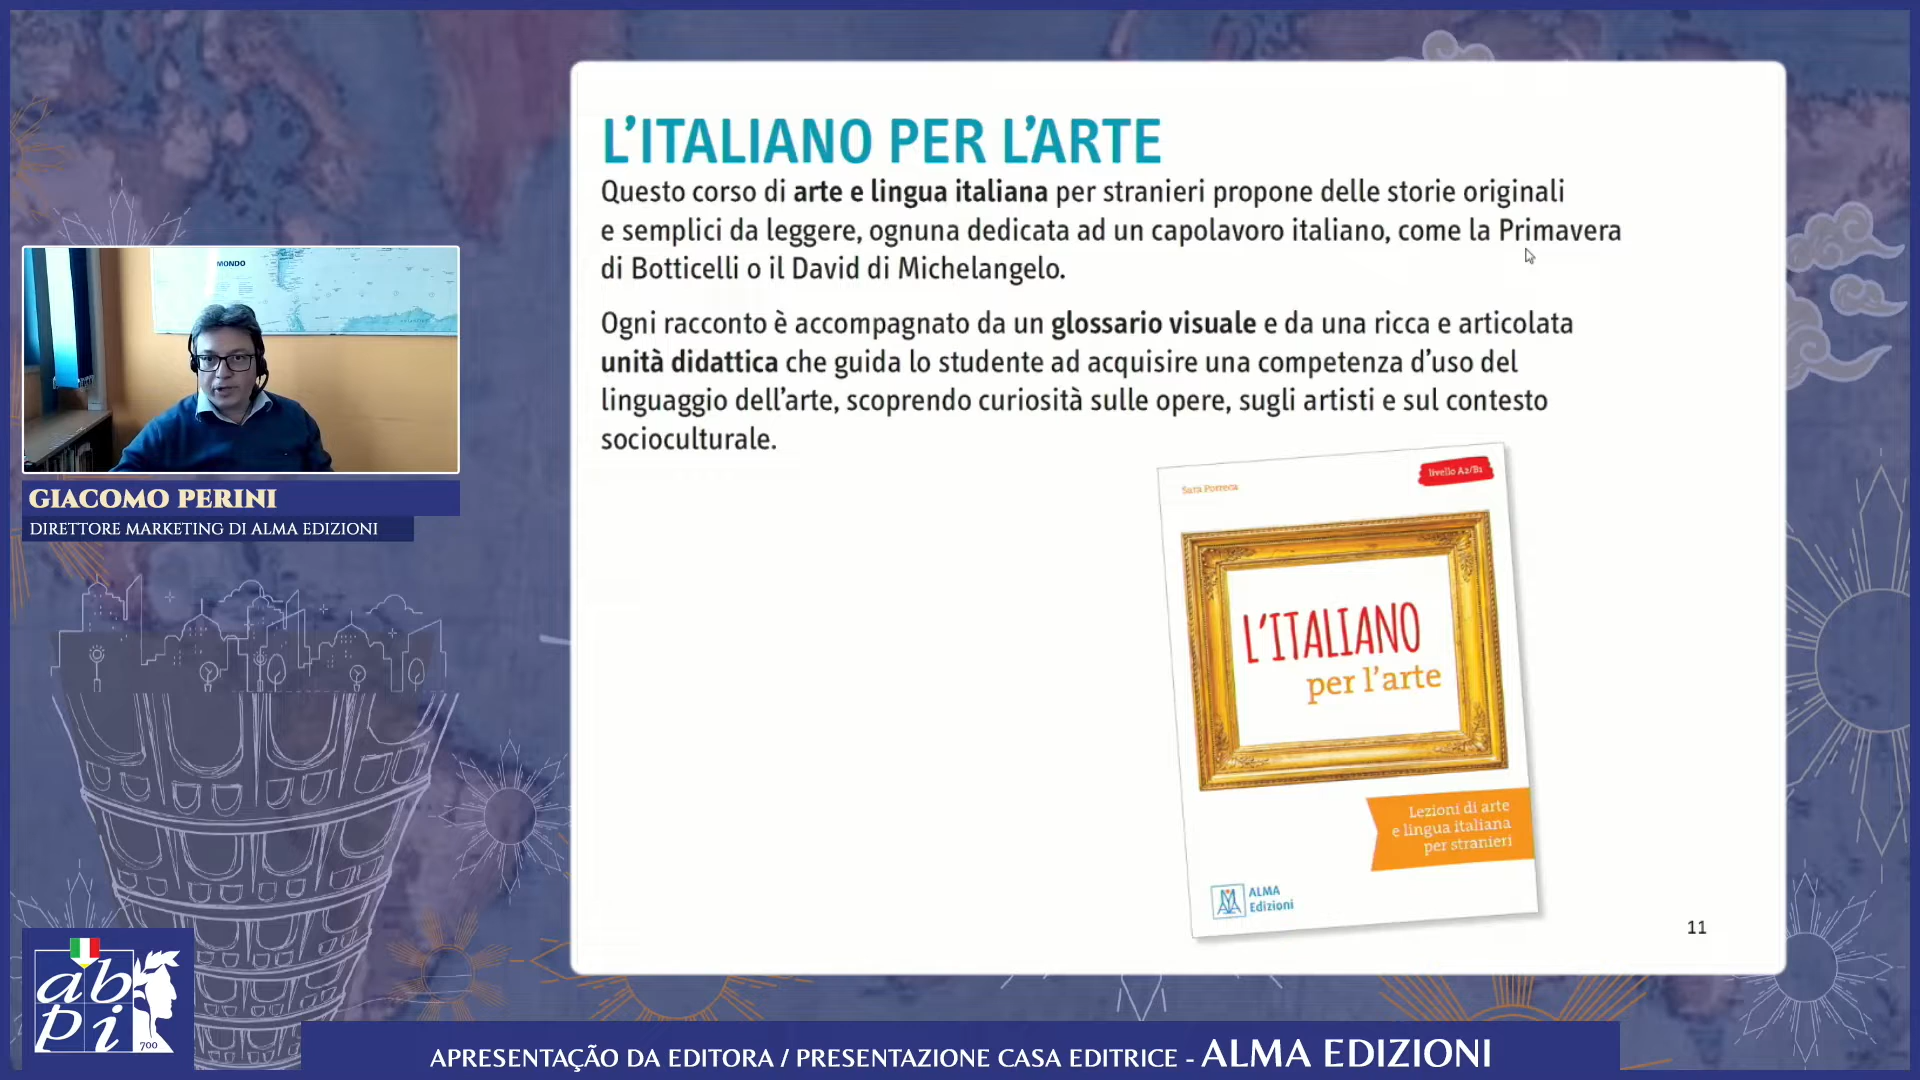 L'ITALIANO PER L'ARTE
Questo corso di arte e lingua italiana per stranieri propone delle storie originali
e semplici da leggere, ognuna dedicata ad un capolavoro italiano, come la Primavera
di Botticelli o il David di Michelangelo.
Ogni racconto è accompagnato da un glossario visuale e da una ricca e articolata
unità didattica che guida lo studente ad acquisire una competenza d'uso del
linguaggio dell'arte, scoprendo curiosità sulle opere, sugli artisti e sul contesto
socioculturale.
Sara Porreca
livello A2/B1
L'ITALIANO
per l'arte
Lezioni di arte
e lingua italiana
per stranieri
ALMA
Edizioni
11
MONDO
GIACOMO PERINI
DIRETTORE MARKETING DI ALMA EDIZIONI
ab
pi
700
APRESENTAÇÃO DA EDITORA / PRESENTAZIONE CASA EDITRICE - ALMA EDIZIONI